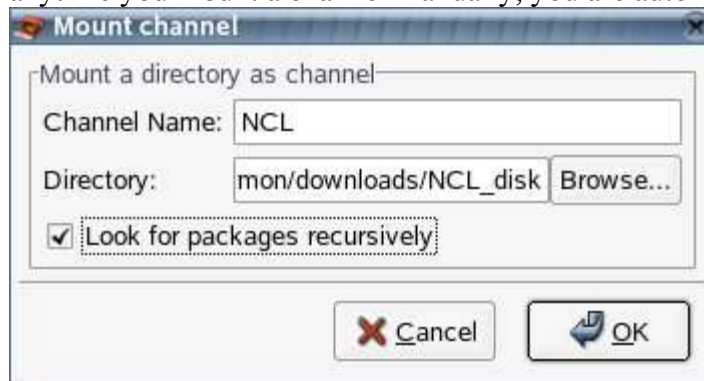 Mount channel
Mount a directory as channel
Channel Name: NCL
Directory: mon/downloads/NCL_disk Browse...
Look for packages recursively
Cancel OK